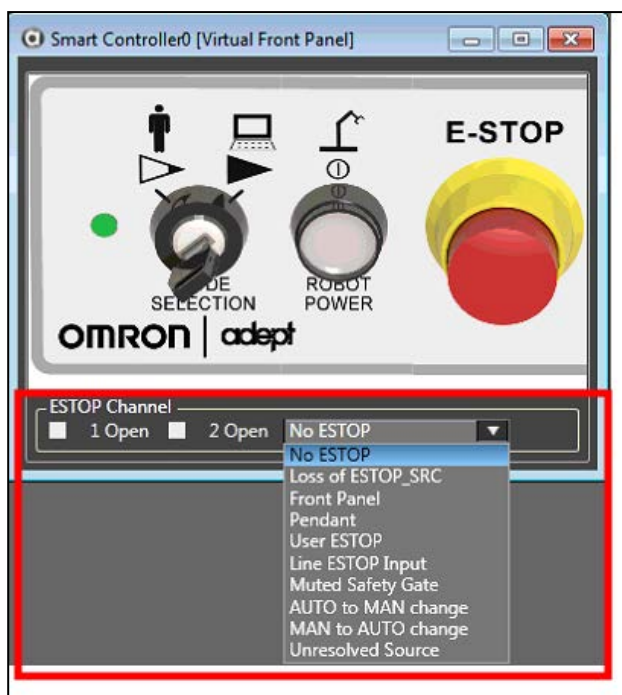 Smart Controller0 [Virtual Front Panel]
E-STOP
MODE SELECTION
ROBOT POWER
OMRON | adept
ESTOP Channel
1 Open 2 Open No ESTOP
No ESTOP
Loss of ESTOP_SRC
Front Panel
Pendant
User ESTOP
Line ESTOP Input
Muted Safety Gate
AUTO to MAN change
MAN to AUTO change
Unresolved Source